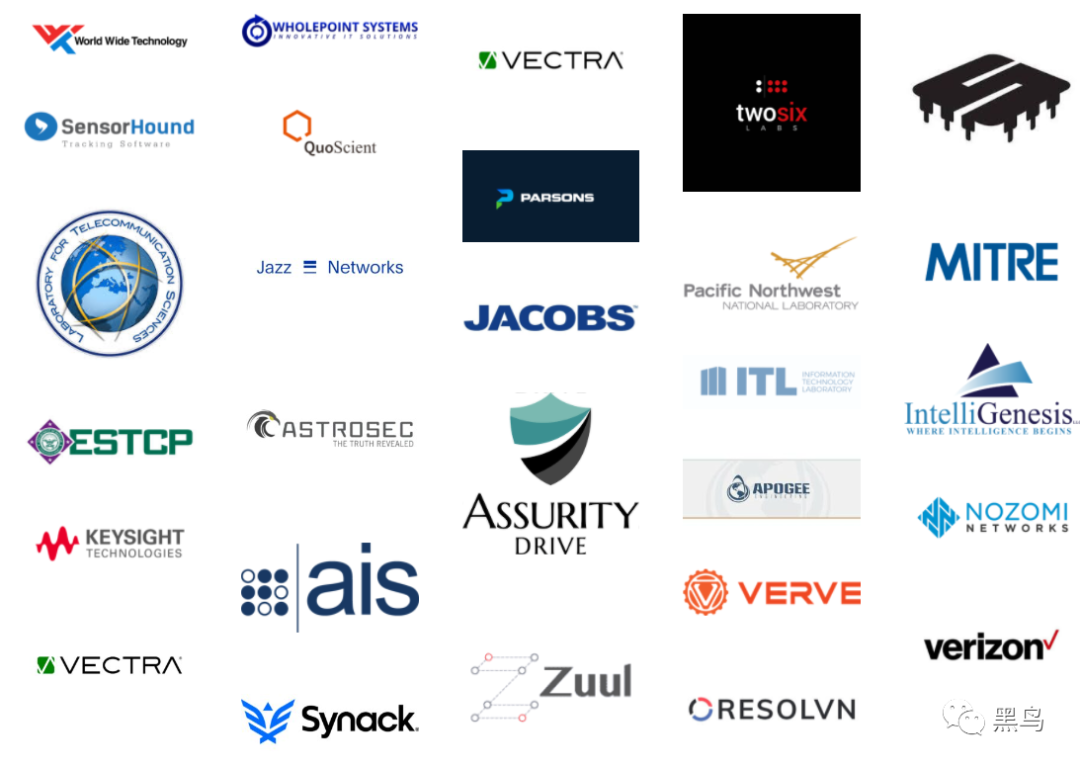 World Wide Technology
SensorHound
Tracking Software
LABORATORY FOR TELECOMMUNICATION SCIENCES
ESTCP
KEYSIGHT
TECHNOLOGIES
VECTRA
WHOLEPOINT SYSTEMS
INNOVATIVE IT SOLUTIONS
QuoScient
Jazz Networks
ASTROSEC
THE TRUTH REVEALED
ais
Synack
VECTRA
PARSONS
JACOBS
ASSURITY
DRIVE
Zuul
twosix
LABS
Pacific Northwest
NATIONAL LABORATORY
ITL INFORMATION
TECHNOLOGY
LABORATORY
APOGEE
ENGINEERING
VERVE
RESOLVN
MITRE
IntelliGenesis LLC
WHERE INTELLIGENCE BEGINS
NOZOMI
NETWORKS
verizon
黑鸟